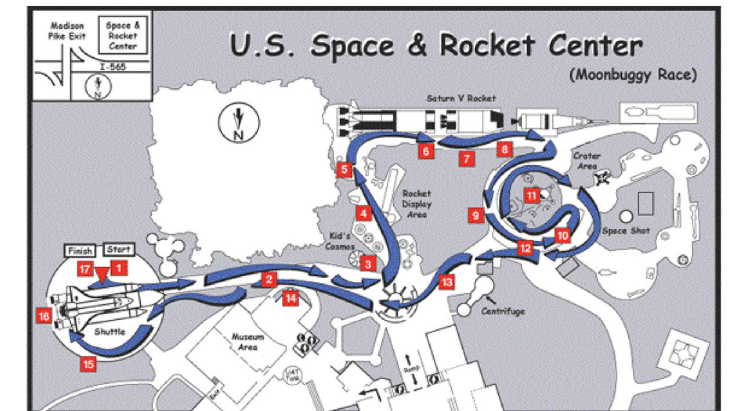 Madison
Pike Exit
Space &
Rocket
Center
I-565
N
U.S. Space & Rocket Center
(Moonbuggy Race)
N
Saturn V Rocket
6
7
8
5
Crater
Area
4
Rocket
Display
Area
11
9
10
Space Shot
Kid's
Cosmos
3
12
Finish
Start
17
1
2
13
14
Centrifuge
16
Shuttle
Museum
Area
15
Ramp